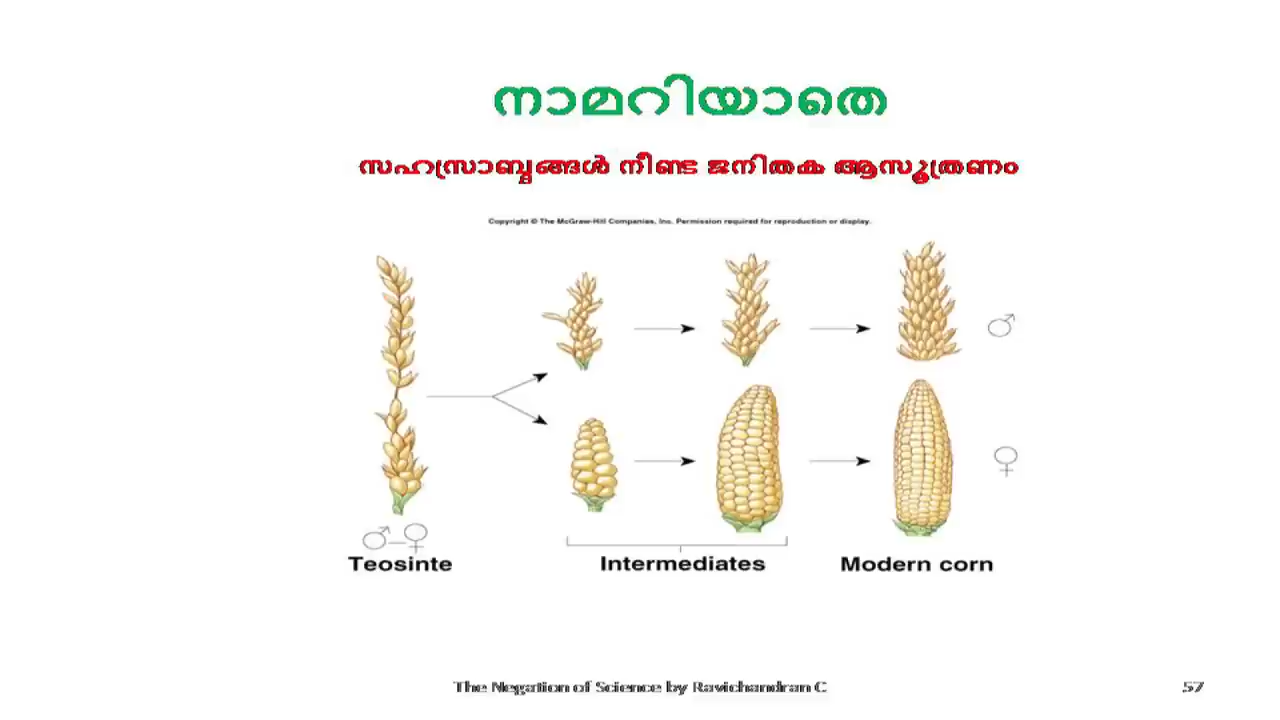 നാമറിയാതെ
സഹസ്രാബ്ദങ്ങൾ നീണ്ട ജനിതക ആസൂത്രണം
Copyright © The McGraw-Hill Companies, Inc. Permission required for reproduction or display.
♂
♀
♂–♀
Teosinte Intermediates Modern corn
The Negation of Science by Ravichandran C 57